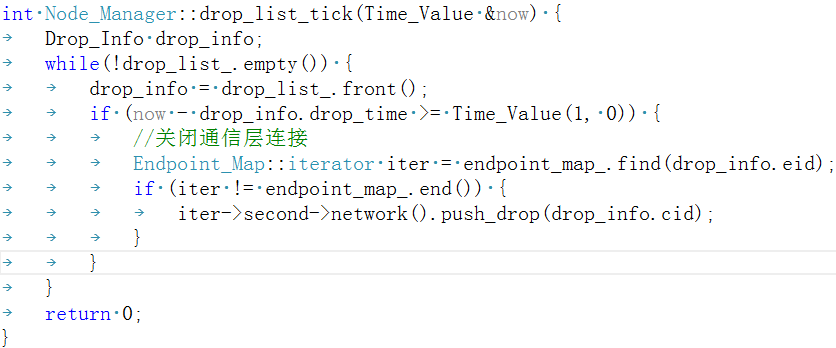 int Node_Manager::drop_list_tick(Time_Value &now) {
    Drop_Info drop_info;
    while(!drop_list_.empty()) {
        drop_info = drop_list_.front();
        if (now - drop_info.drop_time >= Time_Value(1, 0)) {
            //关闭通信层连接
            Endpoint_Map::iterator iter = endpoint_map_.find(drop_info.eid);
            if (iter != endpoint_map_.end()) {
                iter->second->network().push_drop(drop_info.cid);
            }
        }
    }
    return 0;
}